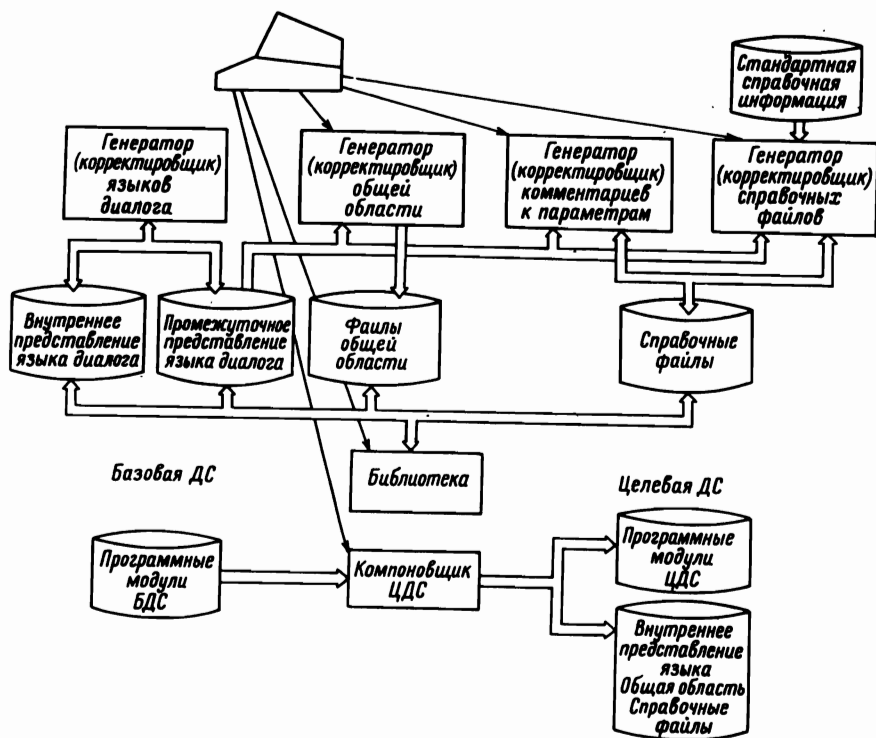 Стандартная
справочная
информация
Генератор
(корректировщик)
языков
диалога
Генератор
(корректировщик)
общей
области
Генератор
(корректировщик)
комментариев
к параметрам
Генератор
(корректировщик)
справочных
файлов
Внутреннее
представление
языка диалога
Промежуточное
представление
языка диалога
Фаилы
общей
области
Справочные
файлы
Базовая ДС
Библиотека
Целевая ДС
Программные
модули
БДС
Компоновщик
ЦДС
Программные
модули
ЦДС
Внутреннее
представление
языка
Общая область
Справочные
файлы